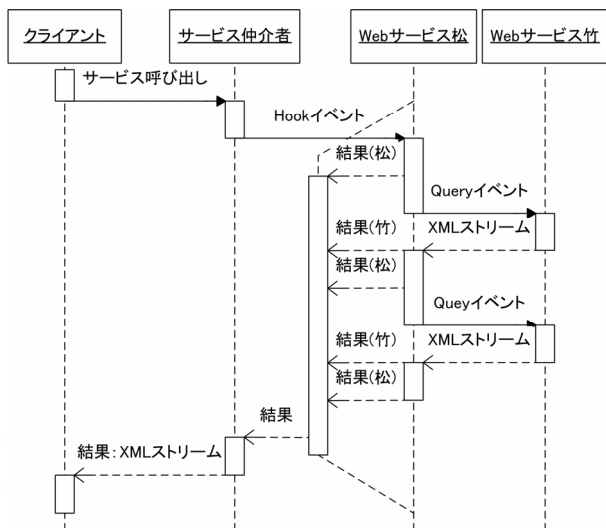 クライアント
サービス仲介者
Webサービス松
Webサービス竹
サービス呼び出し
Hookイベント
結果(松)
Queryイベント
結果(竹)
XMLストリーム
結果(松)
Queyイベント
結果(竹)
XMLストリーム
結果(松)
結果
結果:XMLストリーム